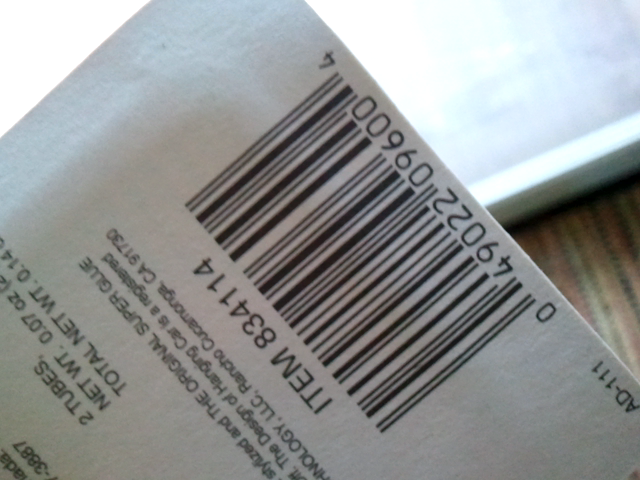 nada.
-3887
2 TUBES,
NET WT. 0.07 oz
TOTAL NET WT. 0.14
stylized and THE ORIGINAL SUPER GLUE
The Design of Hanging Car is a registered
HNOLOGY, LLC. Rancho Cucamonga, CA 91730
ITEM 834114
0 49022 09600 4
AD-111